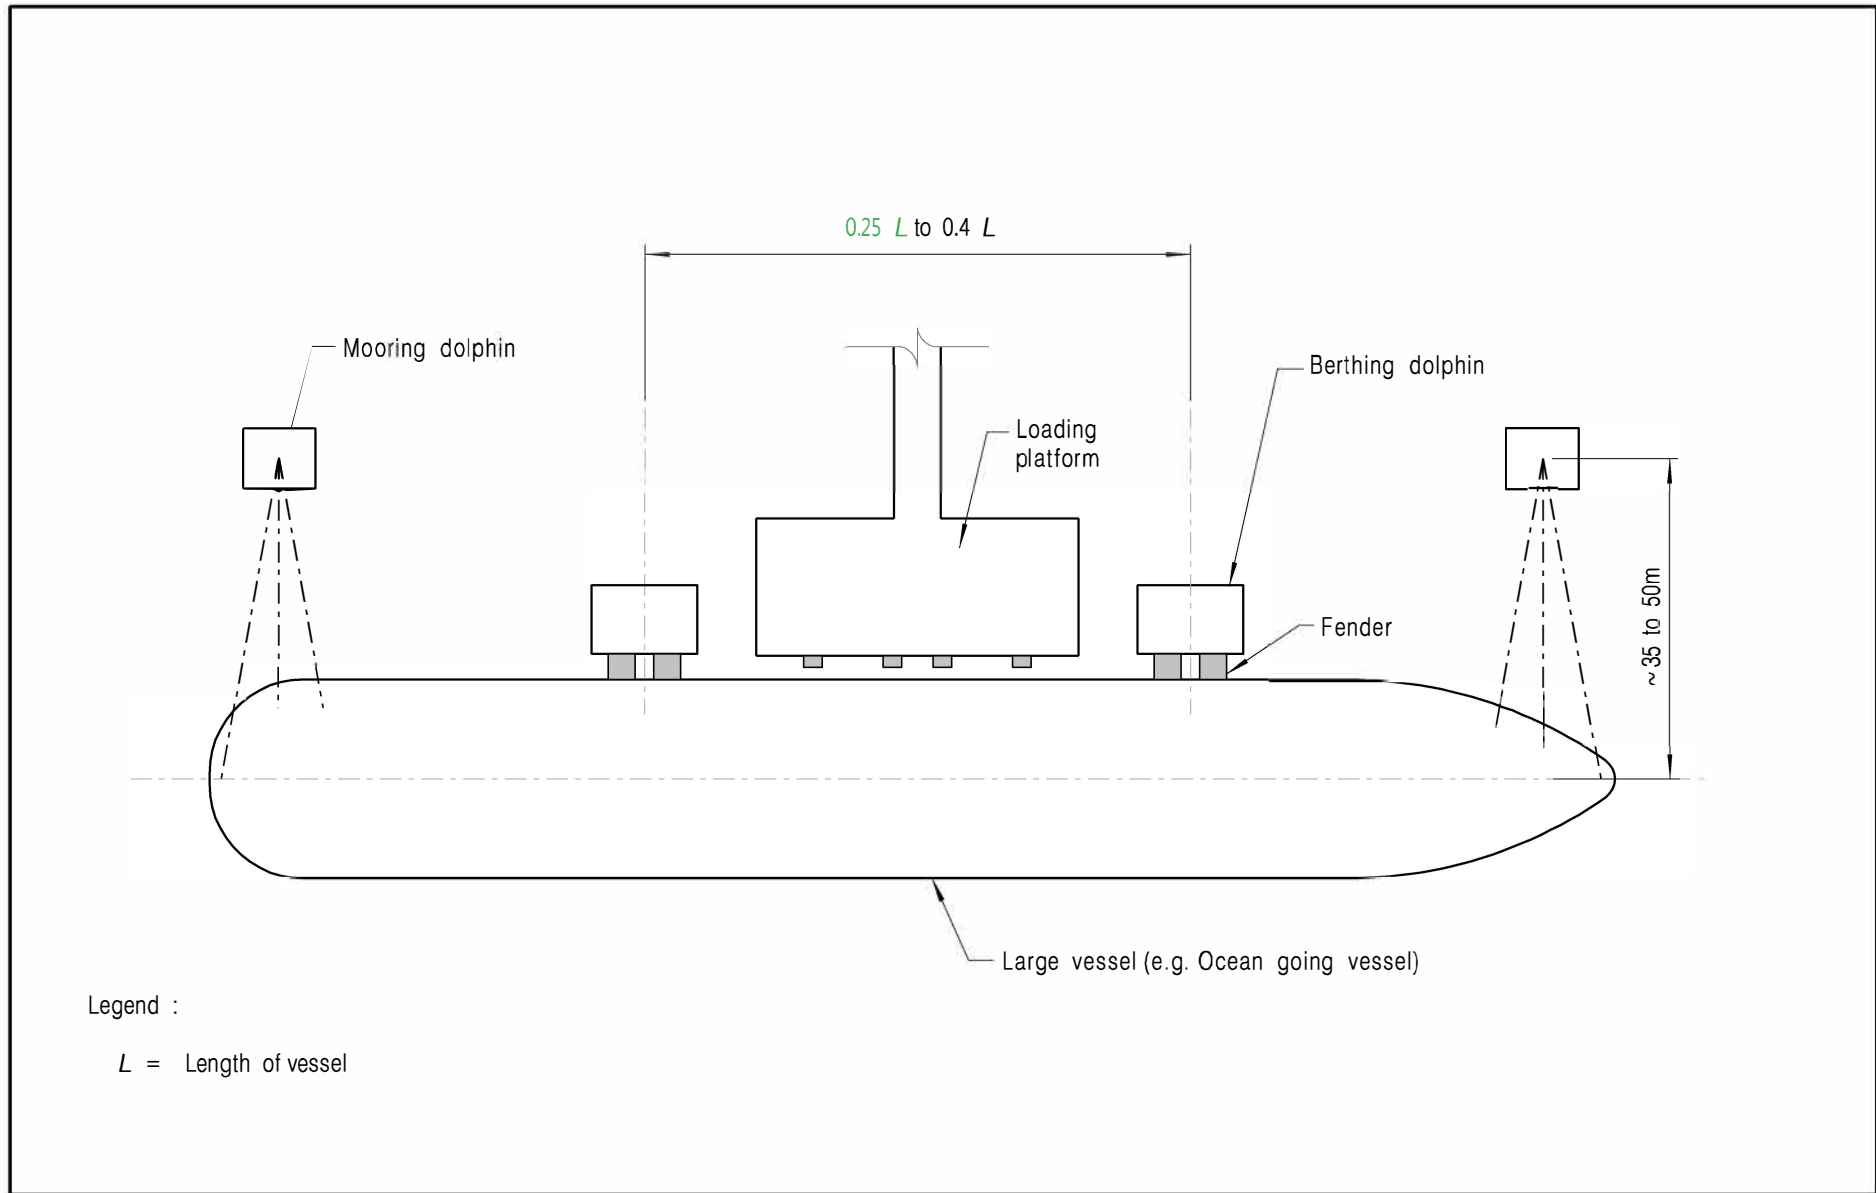 0.25 L to 0.4 L
Mooring dolphin
Berthing dolphin
Loading
platform
Fender
~ 35 to 50m
Large vessel (e.g. Ocean going vessel)
Legend :
L = Length of vessel